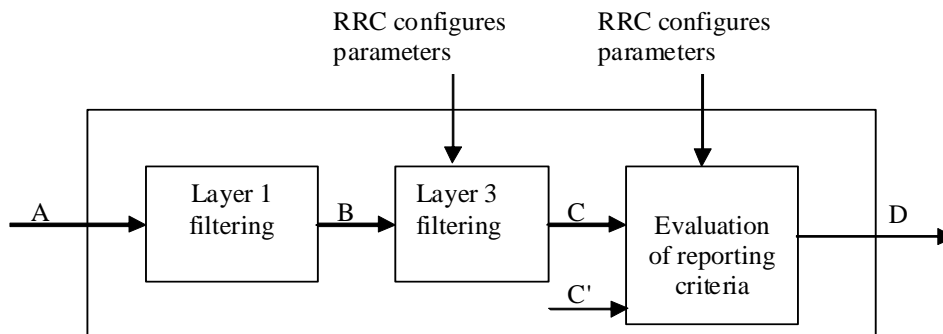 RRC configures
parameters
RRC configures
parameters
Layer 1
filtering
Layer 3
filtering
A
B
C
D
Evaluation
of reporting
criteria
C'